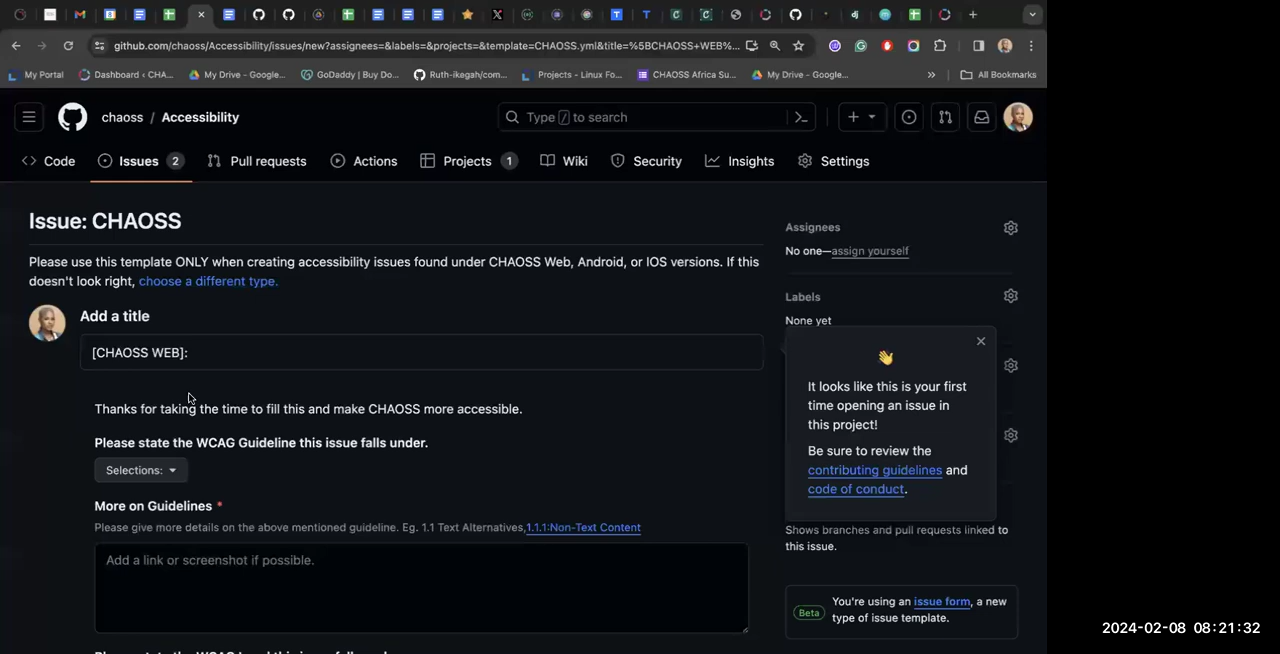 github.com/chaoss/Accessibility/issues/new?assignees=&labels=&projects=&template=CHAOSS.yml&title=%5BCHAOSS+WEB%...
My Portal
Dashboard ‹ CHA...
My Drive – Google...
GoDaddy | Buy Do...
Ruth-ikegah/com...
Projects - Linux Fo...
CHAOSS Africa Su...
My Drive – Google...
»
All Bookmarks
chaoss / Accessibility
Type / to search
Code
Issues 2
Pull requests
Actions
Projects 1
Wiki
Security
Insights
Settings
Issue: CHAOSS
Please use this template ONLY when creating accessibility issues found under CHAOSS Web, Android, or IOS versions. If this
doesn't look right, choose a different type.
Add a title
[CHAOSS WEB]:
Thanks for taking the time to fill this and make CHAOSS more accessible.
Please state the WCAG Guideline this issue falls under.
Selections:
More on Guidelines *
Please give more details on the above mentioned guideline. Eg. 1.1 Text Alternatives,1.1.1:Non-Text Content
Add a link or screenshot if possible.
Assignees
No one—assign yourself
Labels
None yet
It looks like this is your first
time opening an issue in
this project!
Be sure to review the
contributing guidelines and
code of conduct.
Shows branches and pull requests linked to
this issue.
Beta
You're using an issue form, a new
type of issue template.
2024-02-08 08:21:32